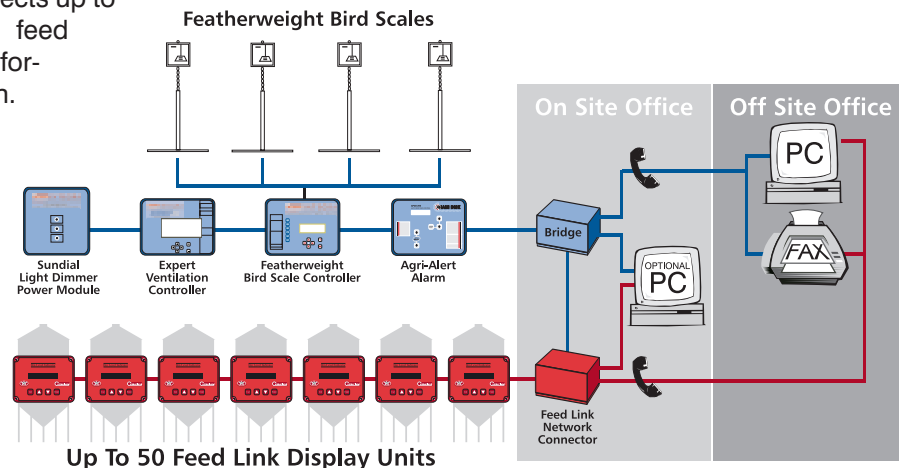 ects up to
feed
for-
n.
Featherweight Bird Scales
On Site Office
Off Site Office
PC
Bridge
FAX
OPTIONAL
PC
Sundial
Light Dimmer
Power Module
Expert
Ventilation
Controller
Featherweight
Bird Scale Controller
Agri-Alert
Alarm
Feed Link
Network
Connector
Up To 50 Feed Link Display Units